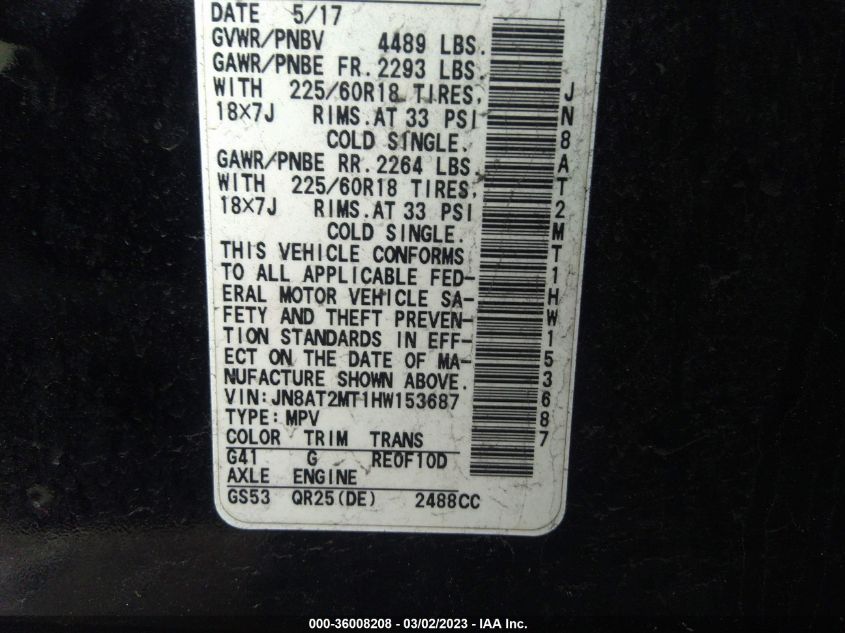 DATE 5/17
GVWR/PNBV 4489 LBS.
GAWR/PNBE FR. 2293 LBS.
WITH 225/60R18 TIRES,
18X7J RIMS.AT 33 PSI
COLD SINGLE.
GAWR/PNBE RR. 2264 LBS.
WITH 225/60R18 TIRES,
18X7J RIMS.AT 33 PSI
COLD SINGLE.
THIS VEHICLE CONFORMS
TO ALL APPLICABLE FED-
ERAL MOTOR VEHICLE SA-
FETY AND THEFT PREVEN-
TION STANDARDS IN EFF-
ECT ON THE DATE OF MA-
NUFACTURE SHOWN ABOVE.
VIN:JN8AT2MT1HW153687
TYPE:MPV
COLOR TRIM TRANS
G41 G RE0F10D
AXLE ENGINE
GS53 QR25(DE) 2488CC
JN8AT2MT1HW153687
000-36008208 - 03/02/2023 - IAA Inc.